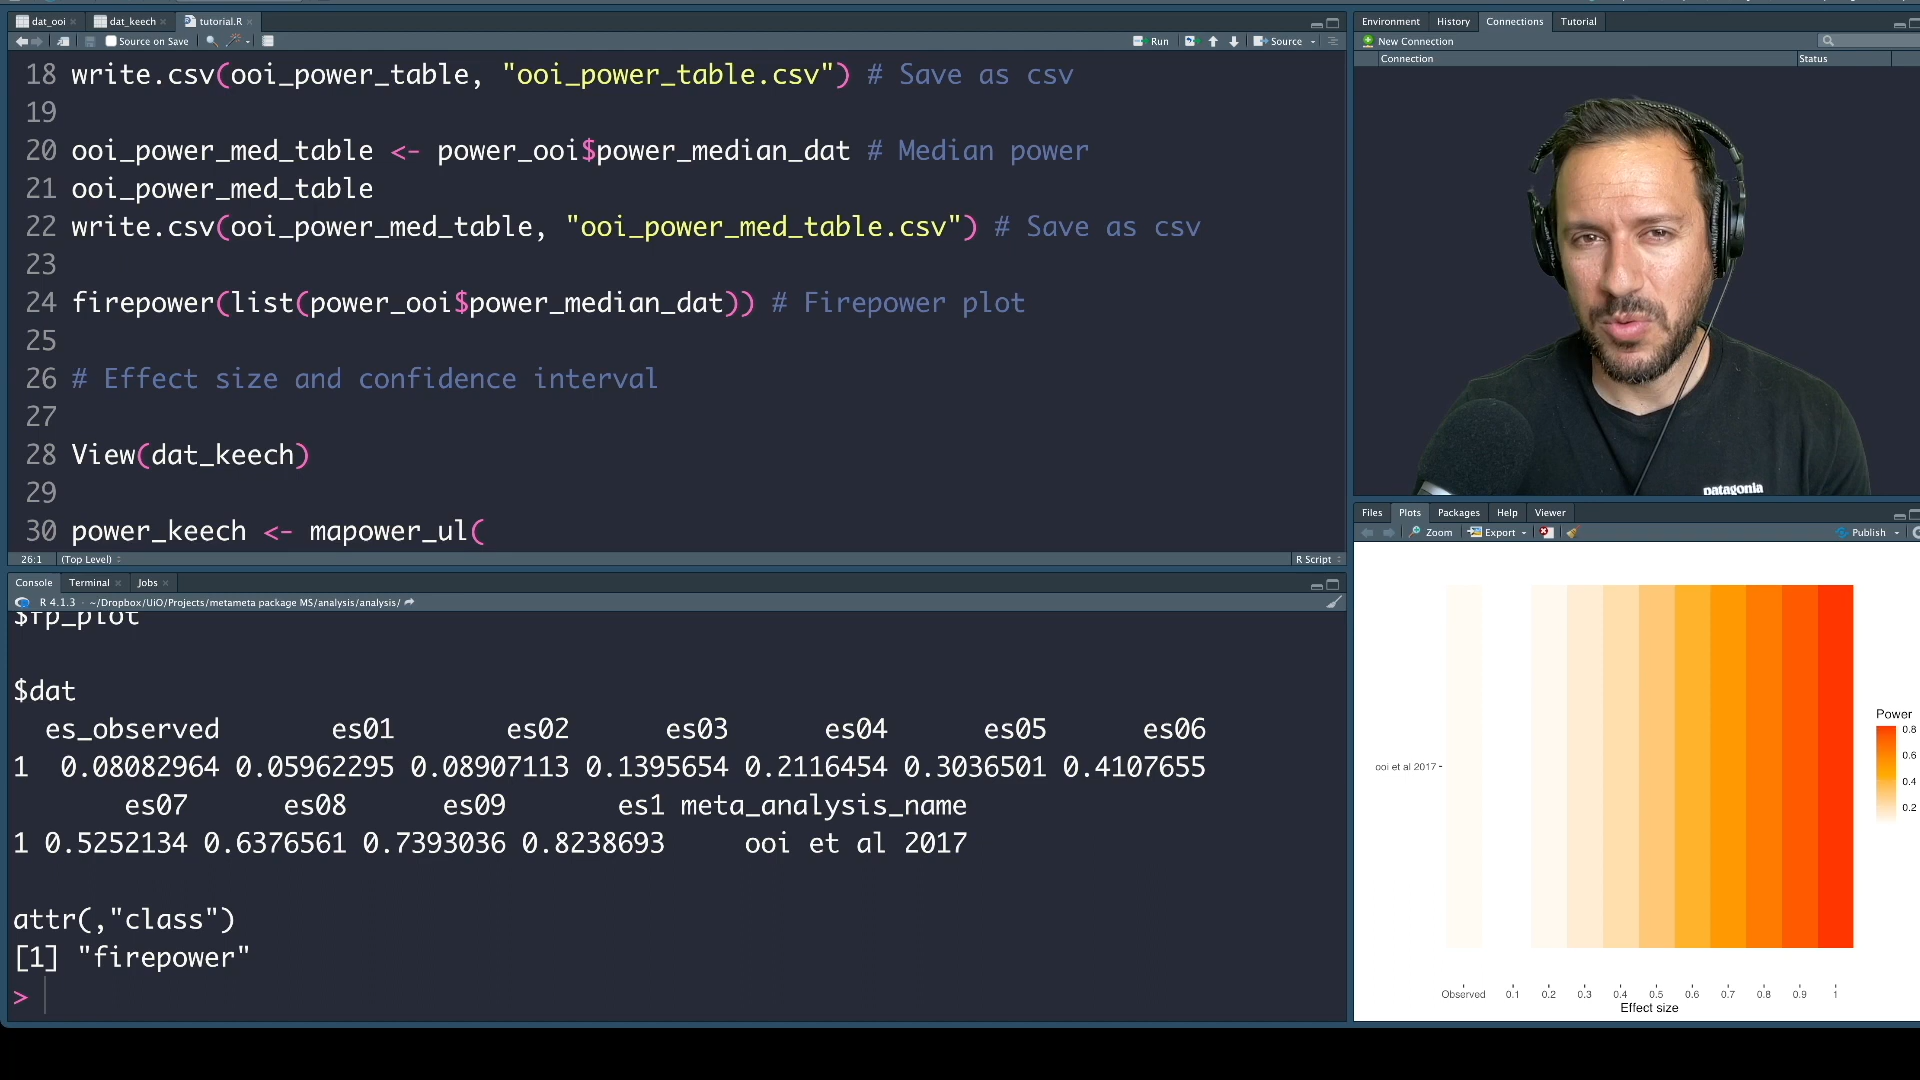 dat_ooi
dat_keech
tutorial.R
Source on Save
Run
Source
18 write.csv(ooi_power_table, "ooi_power_table.csv") # Save as csv
19
20 ooi_power_med_table <- power_ooi$power_median_dat # Median power
21 ooi_power_med_table
22 write.csv(ooi_power_med_table, "ooi_power_med_table.csv") # Save as csv
23
24 firepower(list(power_ooi$power_median_dat)) # Firepower plot
25
26 # Effect size and confidence interval
27
28 View(dat_keech)
29
30 power_keech <- mapower_ul(
26:1 (Top Level)
R Script
Console
Terminal
Jobs
R 4.1.3 · ~/Dropbox/UiO/Projects/metameta package MS/analysis/analysis/
$fp_plot
$dat
es_observed es01 es02 es03 es04 es05 es06
1 0.08082964 0.05962295 0.08907113 0.1395654 0.2116454 0.3036501 0.4107655
es07 es08 es09 es1 meta_analysis_name
1 0.5252134 0.6376561 0.7393036 0.8238693 ooi et al 2017
attr(,"class")
[1] "firepower"
>
Environment
History
Connections
Tutorial
New Connection
Connection
Status
patagonia
Files
Plots
Packages
Help
Viewer
Zoom
Export
Publish
Power
0.8
0.6
0.4
0.2
ooi et al 2017
Observed 0.1 0.2 0.3 0.4 0.5 0.6 0.7 0.8 0.9 1
Effect size